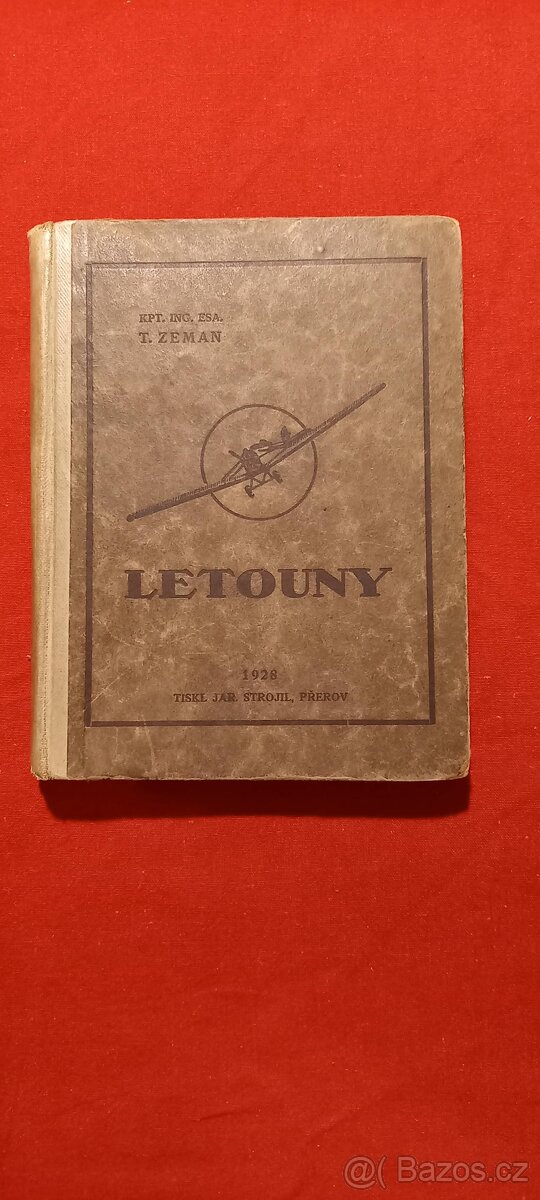 KPT. ING. ESA.
T. ZEMAN
LETOUNY
1928
TISKL JAR. STROJIL, PŘEROV
@( Bazos.cz